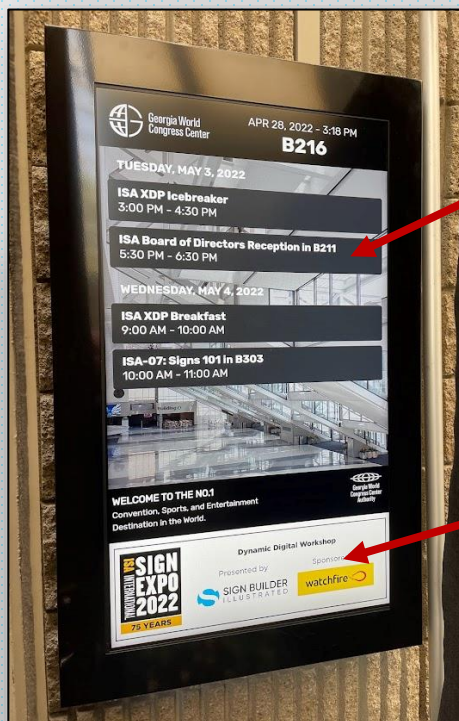 Georgia World
Congress Center
APR 28, 2022 - 3:18 PM
B216
TUESDAY, MAY 3, 2022
ISA XDP Icebreaker
3:00 PM - 4:30 PM
ISA Board of Directors Reception in B211
5:30 PM - 6:30 PM
WEDNESDAY, MAY 4, 2022
ISA XDP Breakfast
9:00 AM - 10:00 AM
ISA-07: Signs 101 in B303
10:00 AM - 11:00 AM
WELCOME TO THE NO.1
Convention, Sports, and Entertainment
Destination in the World.
Georgia World
Congress Center
Authority
ISA INTERNATIONAL
SIGN
EXPO
2022
75 YEARS
Dynamic Digital Workshop
Presented by
SIGN BUILDER
ILLUSTRATED
Sponsored
watchfire